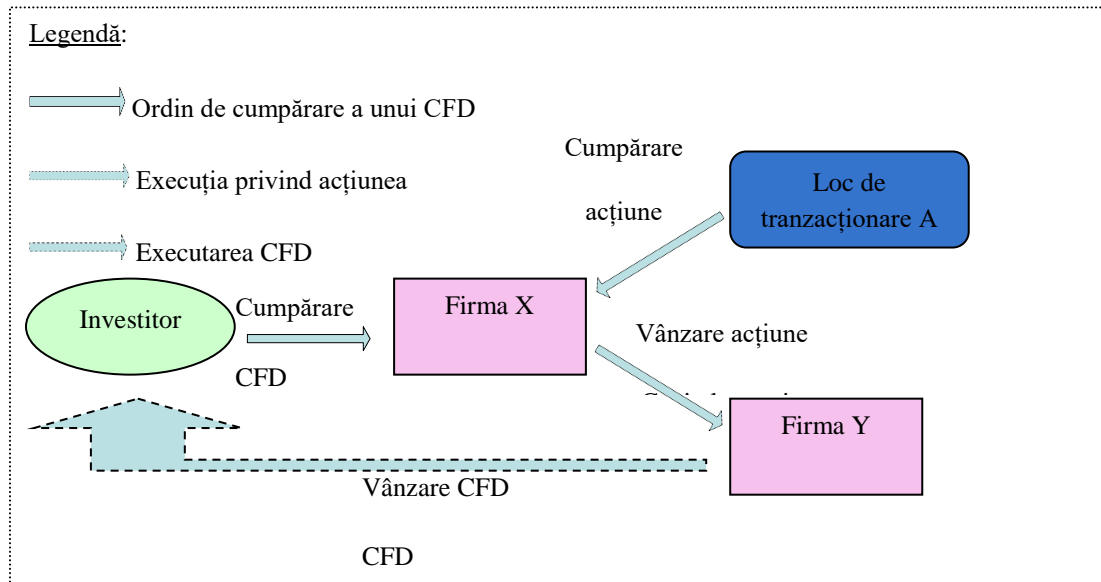 Legendă:
Ordin de cumpărare a unui CFD
Execuția privind acțiunea
Executarea CFD
Cumpărare
acțiune
Loc de
tranzacționare A
Investitor
Cumpărare
CFD
Firma X
Vânzare acțiune
Firma Y
Vânzare CFD
CFD